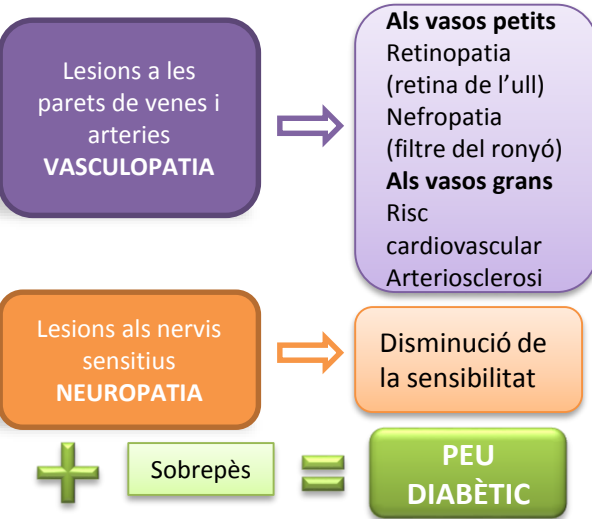 Lesions a les
parets de venes i
arteries
VASCULOPATIA
Als vasos petits
Retinopatia
(retina de l'ull)
Nefropatia
(filtre del ronyó)
Als vasos grans
Risc
cardiovascular
Arteriosclerosi
Lesions als nervis
sensitius
NEUROPATIA
Disminució de
la sensibilitat
Sobrepès
PEU
DIABÈTIC